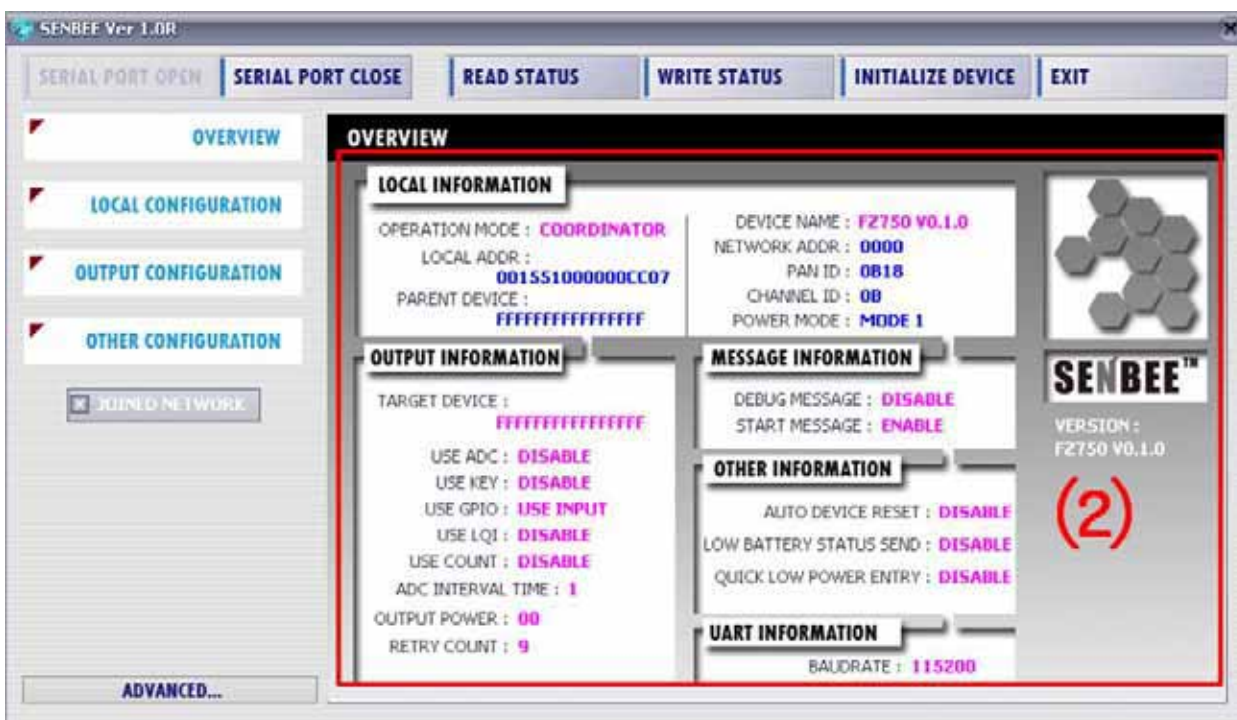 SENBEE Ver 1.0R
SERIAL PORT OPEN
SERIAL PORT CLOSE
READ STATUS
WRITE STATUS
INITIALIZE DEVICE
EXIT
OVERVIEW
LOCAL CONFIGURATION
OUTPUT CONFIGURATION
OTHER CONFIGURATION
JOINED NETWORK
ADVANCED...
OVERVIEW
LOCAL INFORMATION
OPERATION MODE : COORDINATOR
LOCAL ADDR :
001551000000CC07
PARENT DEVICE :
FFFFFFFFFFFFFFFF
DEVICE NAME : FZ750 V0.1.0
NETWORK ADDR : 0000
PAN ID : 0B18
CHANNEL ID : 0B
POWER MODE : MODE 1
OUTPUT INFORMATION
TARGET DEVICE :
FFFFFFFFFFFFFFFF
USE ADC : DISABLE
USE KEY : DISABLE
USE GPIO : USE INPUT
USE LQI : DISABLE
USE COUNT : DISABLE
ADC INTERVAL TIME : 1
OUTPUT POWER : 00
RETRY COUNT : 9
MESSAGE INFORMATION
DEBUG MESSAGE : DISABLE
START MESSAGE : ENABLE
OTHER INFORMATION
AUTO DEVICE RESET : DISABLE
LOW BATTERY STATUS SEND : DISABLE
QUICK LOW POWER ENTRY : DISABLE
UART INFORMATION
BAUDRATE : 115200
SENBEE™
VERSION :
FZ750 V0.1.0
(2)